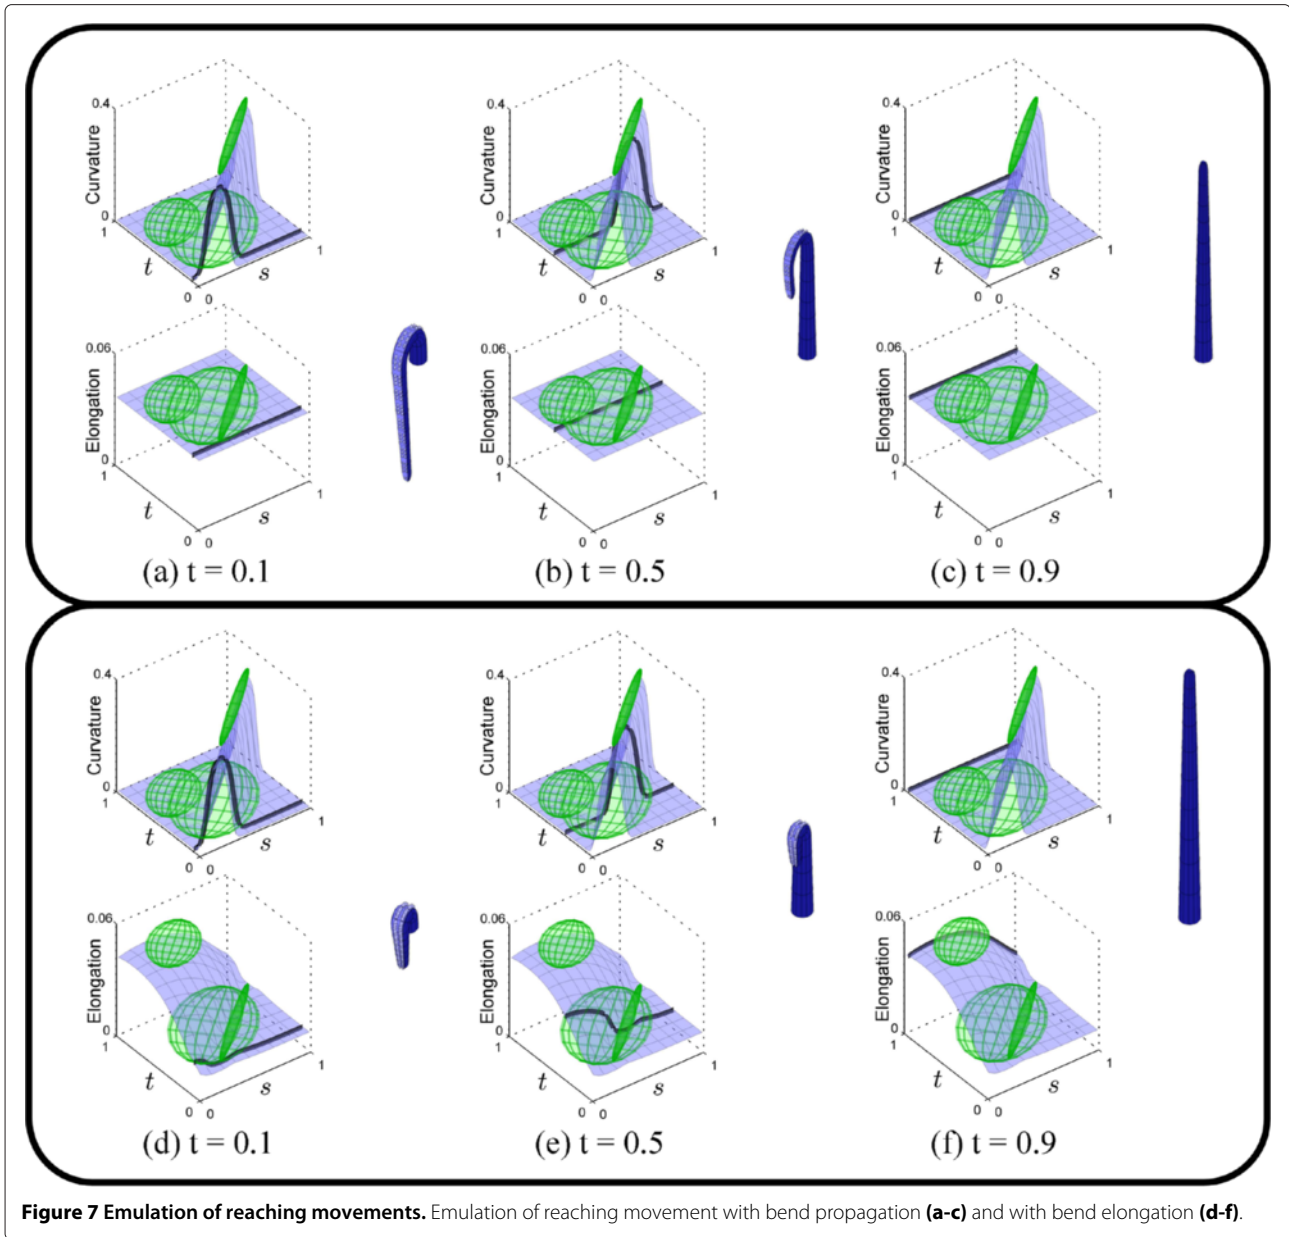 0.4
Curvature
0
1
t
0 0
s
1
0.06
Elongation
0
1
t
0 0
s
1
(a) t = 0.1
0.4
Curvature
0
1
t
0 0
s
1
0.06
Elongation
0
1
t
0 0
s
1
(b) t = 0.5
0.4
Curvature
0
1
t
0 0
s
1
0.06
Elongation
0
1
t
0 0
s
1
(c) t = 0.9
0.4
Curvature
0
1
t
0 0
s
1
0.06
Elongation
0
1
t
0 0
s
1
(d) t = 0.1
0.4
Curvature
0
1
t
0 0
s
1
0.06
Elongation
0
1
t
0 0
s
1
(e) t = 0.5
0.4
Curvature
0
1
t
0 0
s
1
0.06
Elongation
0
1
t
0 0
s
1
(f) t = 0.9
Figure 7 Emulation of reaching movements. Emulation of reaching movement with bend propagation (a-c) and with bend elongation (d-f).